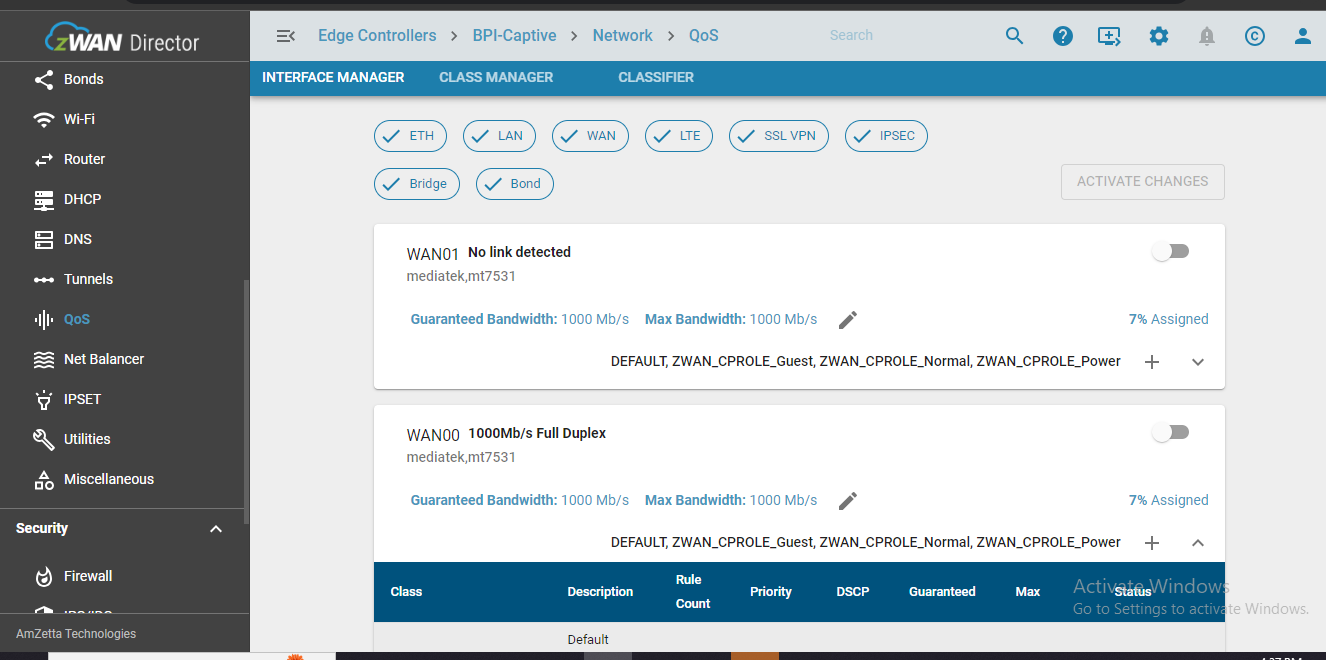 zWAN Director
Edge Controllers > BPI-Captive > Network > QoS
Search
INTERFACE MANAGER CLASS MANAGER CLASSIFIER
Bonds
Wi-Fi
Router
DHCP
DNS
Tunnels
QoS
Net Balancer
IPSET
Utilities
Miscellaneous
Security
Firewall
AmZetta Technologies
ETH LAN WAN LTE SSL VPN IPSEC
Bridge Bond
ACTIVATE CHANGES
WAN01 No link detected
mediatek,mt7531
Guaranteed Bandwidth: 1000 Mb/s Max Bandwidth: 1000 Mb/s 7% Assigned
DEFAULT, ZWAN_CPROLE_Guest, ZWAN_CPROLE_Normal, ZWAN_CPROLE_Power
WAN00 1000Mb/s Full Duplex
mediatek,mt7531
Guaranteed Bandwidth: 1000 Mb/s Max Bandwidth: 1000 Mb/s 7% Assigned
DEFAULT, ZWAN_CPROLE_Guest, ZWAN_CPROLE_Normal, ZWAN_CPROLE_Power
Class Description Rule Count Priority DSCP Guaranteed Max Status
Default
Activate Windows
Go to Settings to activate Windows.